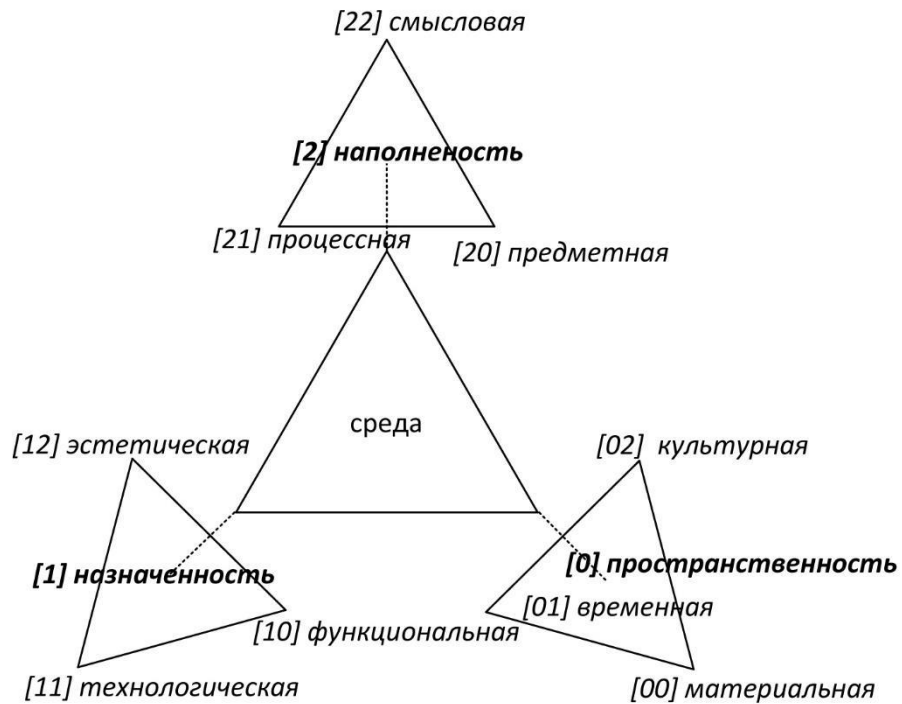 [22] смысловая
[2] наполненость
[21] процессная
[20] предметная
среда
[12] эстетическая
[02] культурная
[1] назначенность
[0] пространственность
[01] временная
[10] функциональная
[11] технологическая
[00] материальная